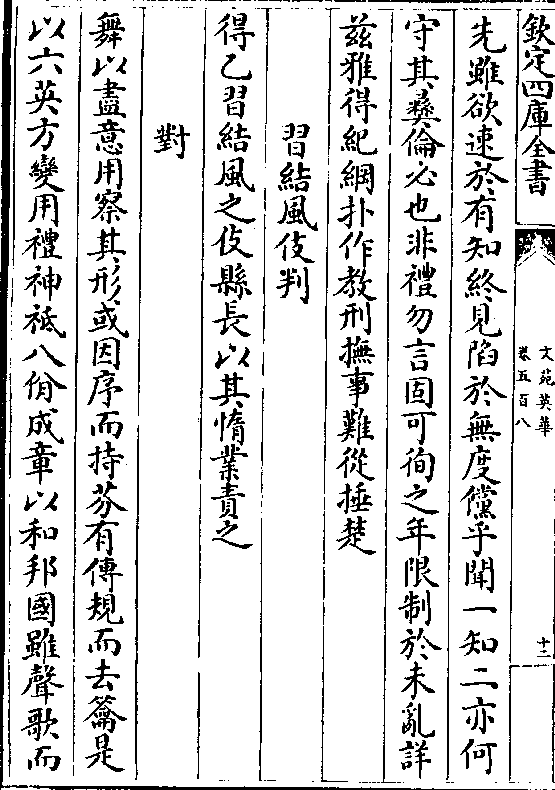 欽定四庫全書
文苑英華
卷五百八
十二
先雖欲速於有知終見陷於無度儻乎聞一知二亦何
守其彞倫必也非禮勿言固可徇之年限制於未亂詳
茲雅得紀綱扑作教刑撫事難從捶楚
習結風伎判
得乙習結風之伎縣長以其惰業責之
對
舞以盡意用察其形或因序而持芬有傳規而去籥是
以六英方變用禮神祇八佾成章以和邦國雖聲歌而